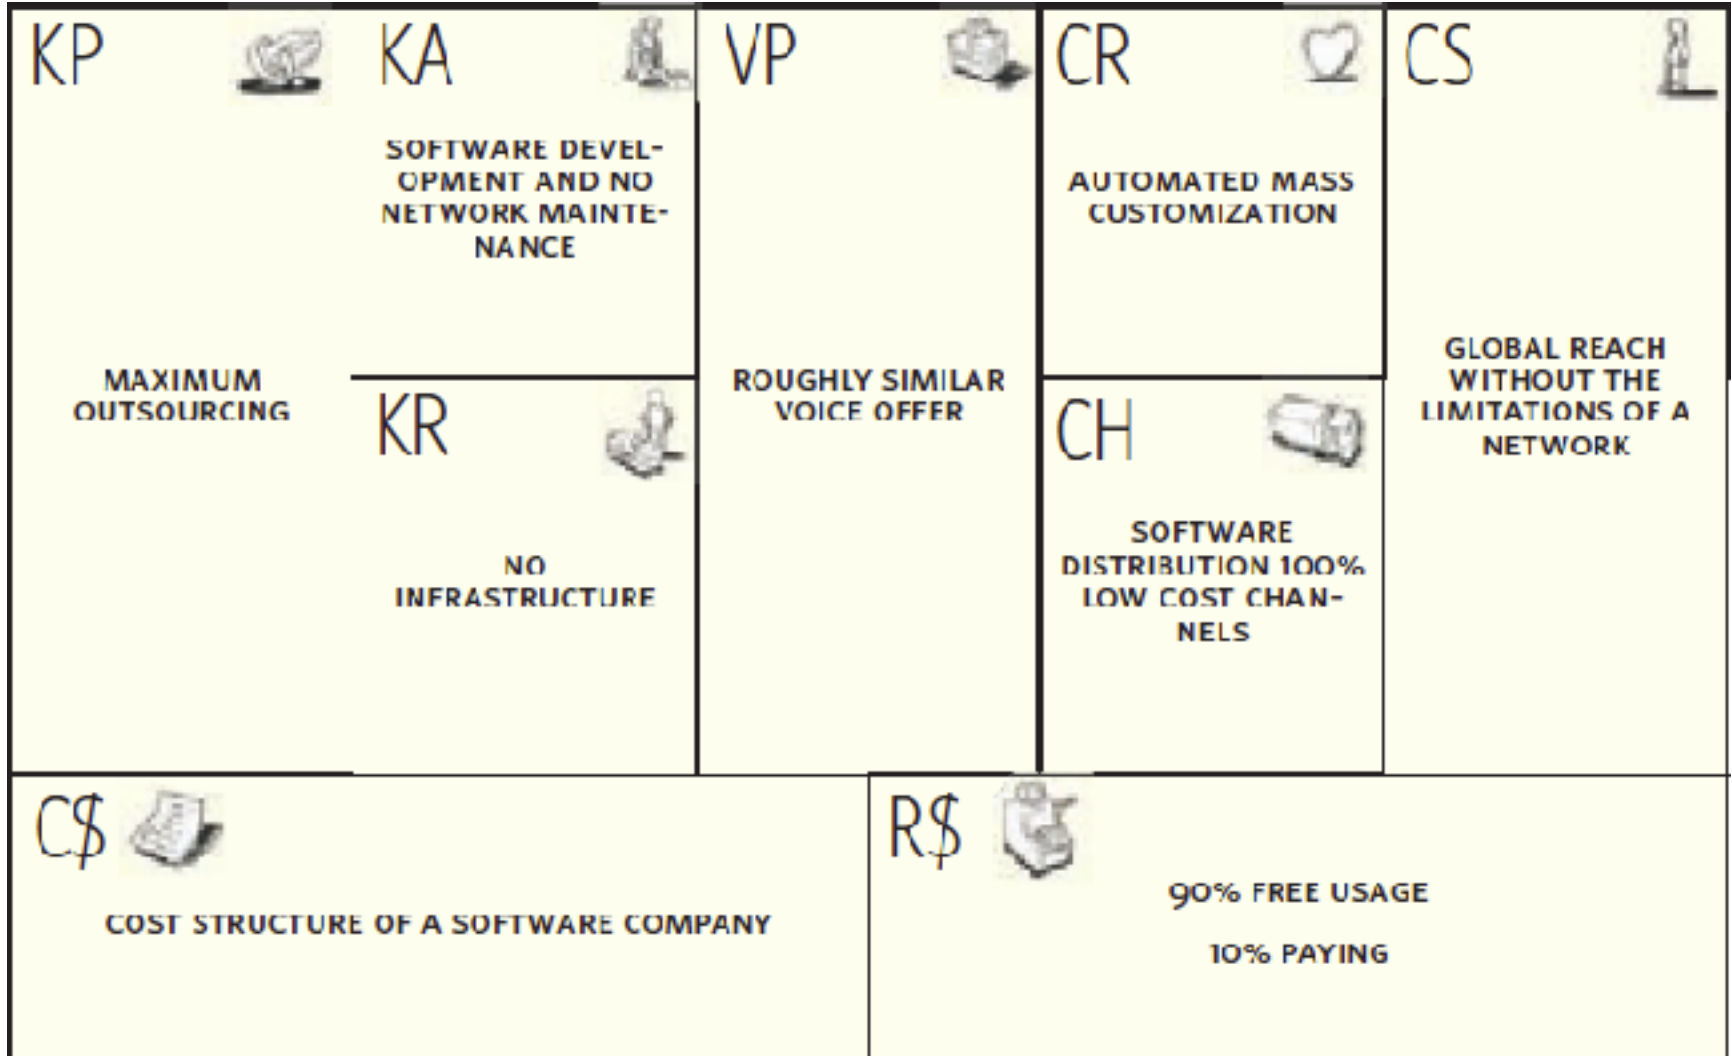 KP
MAXIMUM
OUTSOURCING
KA
SOFTWARE DEVEL-
OPMENT AND NO
NETWORK MAINTE-
NANCE
KR
NO
INFRASTRUCTURE
VP
ROUGHLY SIMILAR
VOICE OFFER
CR
AUTOMATED MASS
CUSTOMIZATION
CH
SOFTWARE
DISTRIBUTION 100%
LOW COST CHAN-
NELS
CS
GLOBAL REACH
WITHOUT THE
LIMITATIONS OF A
NETWORK
C$
COST STRUCTURE OF A SOFTWARE COMPANY
R$
90% FREE USAGE
10% PAYING